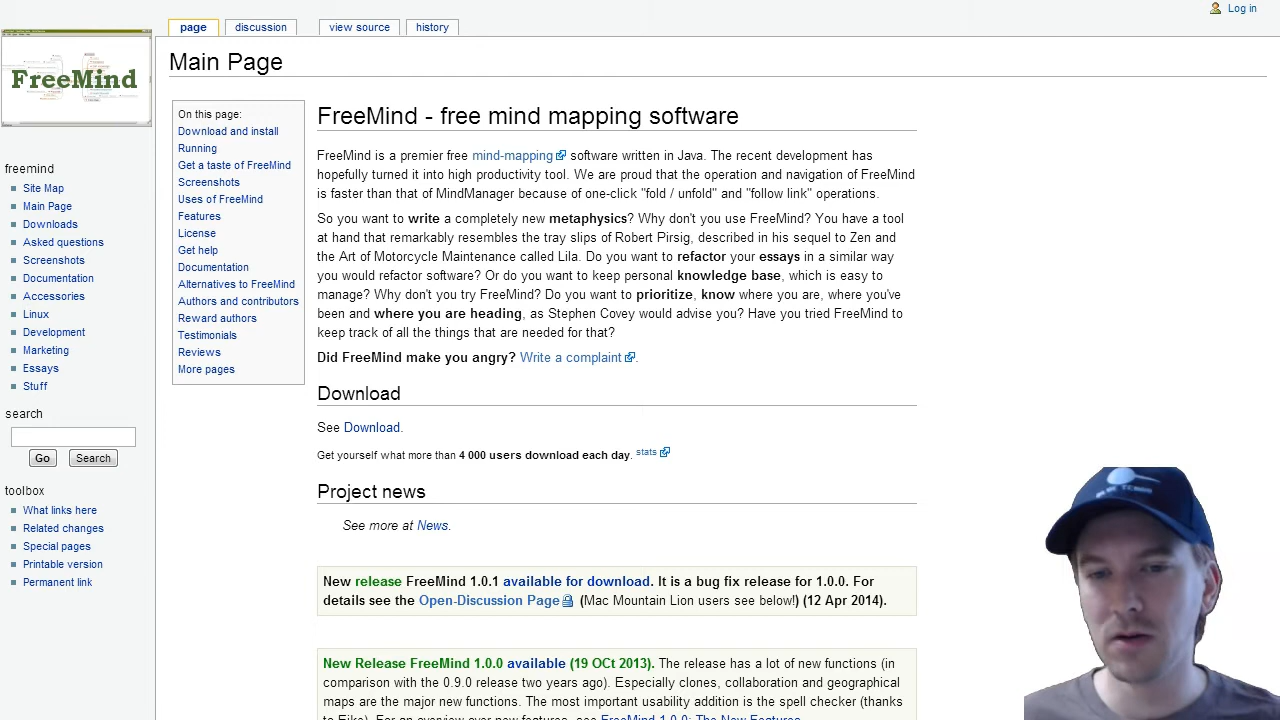 Log in
page discussion view source history
FreeMind
Main Page
freemind
Site Map
Main Page
Downloads
Asked questions
Screenshots
Documentation
Accessories
Linux
Development
Marketing
Essays
Stuff
search
Go Search
toolbox
What links here
Related changes
Special pages
Printable version
Permanent link
On this page:
Download and install
Running
Get a taste of FreeMind
Screenshots
Uses of FreeMind
Features
License
Get help
Documentation
Alternatives to FreeMind
Authors and contributors
Reward authors
Testimonials
Reviews
More pages
FreeMind - free mind mapping software
FreeMind is a premier free mind-mapping software written in Java. The recent development has
hopefully turned it into high productivity tool. We are proud that the operation and navigation of FreeMind
is faster than that of MindManager because of one-click "fold / unfold" and "follow link" operations.
So you want to write a completely new metaphysics? Why don't you use FreeMind? You have a tool
at hand that remarkably resembles the tray slips of Robert Pirsig, described in his sequel to Zen and
the Art of Motorcycle Maintenance called Lila. Do you want to refactor your essays in a similar way
you would refactor software? Or do you want to keep personal knowledge base, which is easy to
manage? Why don't you try FreeMind? Do you want to prioritize, know where you are, where you've
been and where you are heading, as Stephen Covey would advise you? Have you tried FreeMind to
keep track of all the things that are needed for that?
Did FreeMind make you angry? Write a complaint.
Download
See Download.
Get yourself what more than 4 000 users download each day. stats
Project news
See more at News.
New release FreeMind 1.0.1 available for download. It is a bug fix release for 1.0.0. For
details see the Open-Discussion Page (Mac Mountain Lion users see below!) (12 Apr 2014).
New Release FreeMind 1.0.0 available (19 OCt 2013). The release has a lot of new functions (in
comparison with the 0.9.0 release two years ago). Especially clones, collaboration and geographical
maps are the major new functions. The most important usability addition is the spell checker (thanks
to Eike). For an overview over new features, see FreeMind 1.0.0: The New Features.